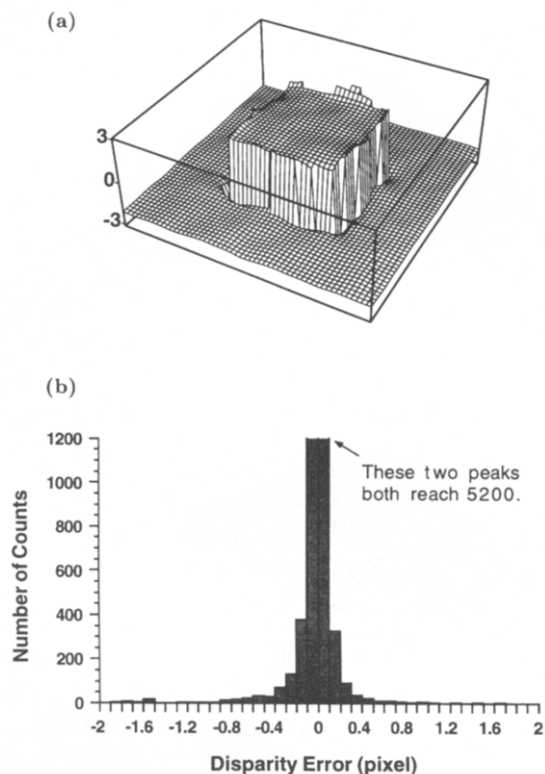 (a)
3
0
-3
(b)
1200
1000
800
600
400
200
0
Number of Counts
These two peaks
both reach 5200.
-2 -1.6 -1.2 -0.8 -0.4 0 0.4 0.8 1.2 1.6 2
Disparity Error (pixel)